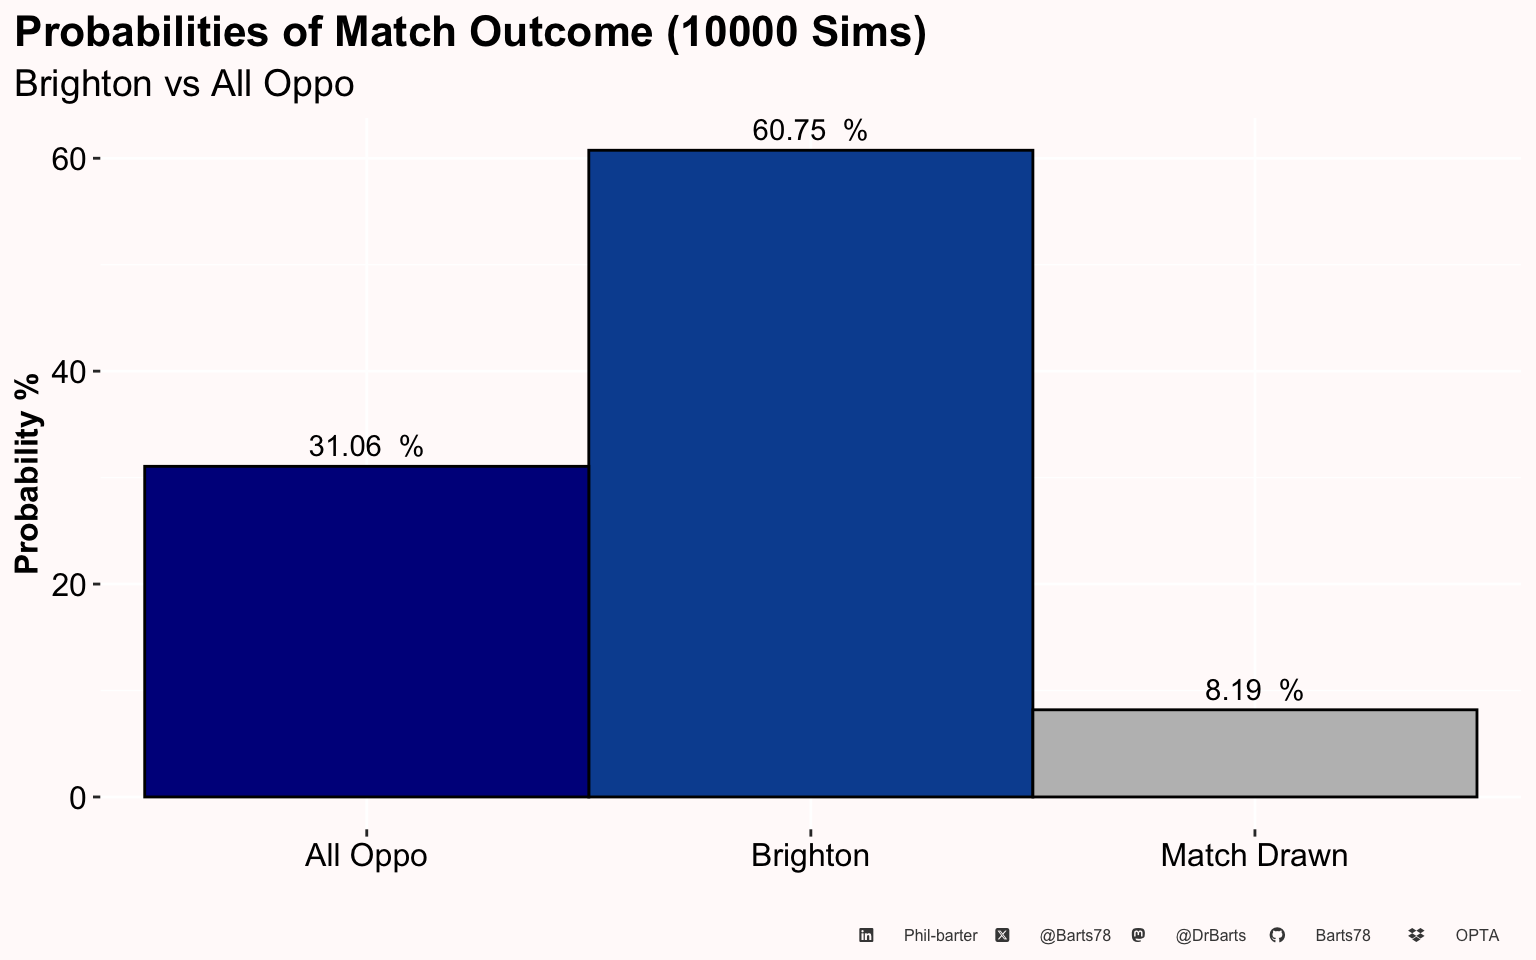 Probabilities of Match Outcome (10000 Sims)
Brighton vs All Oppo
Probability %
60
40
20
0
31.06 %
60.75 %
8.19 %
All Oppo Brighton Match Drawn
Phil-barter @Barts78 @DrBarts Barts78 OPTA